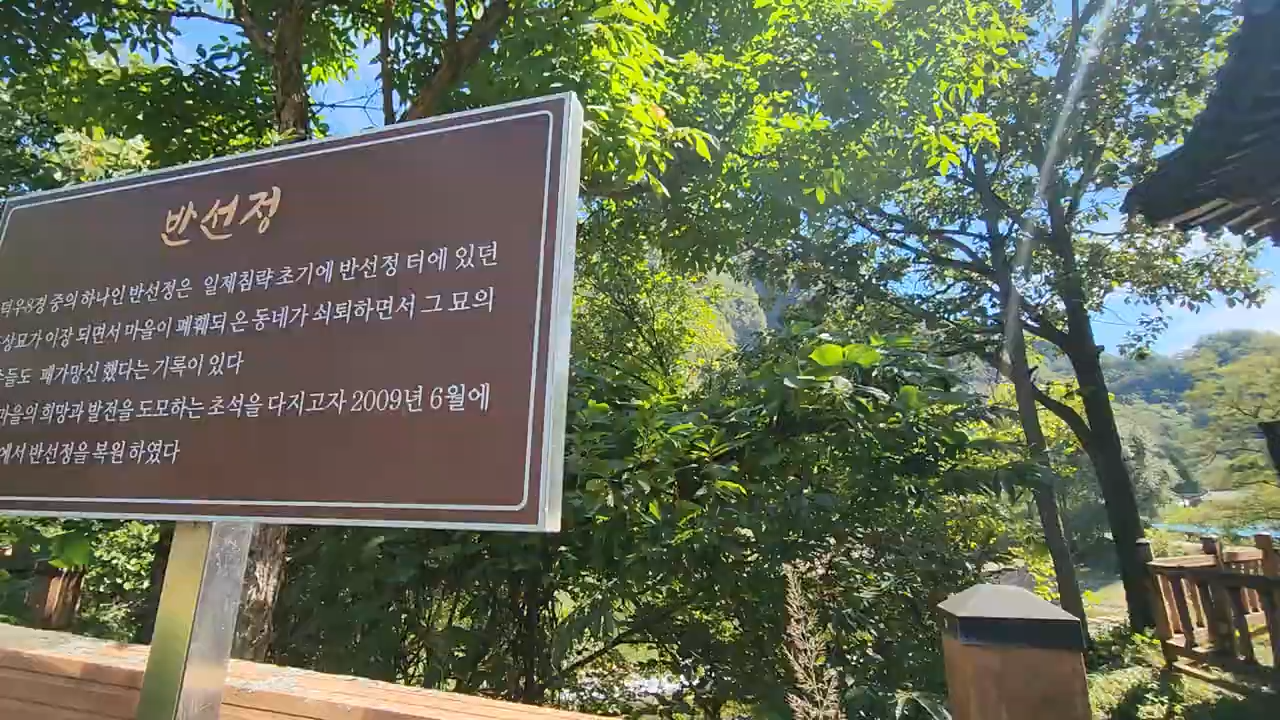 반선정
덕우8경 중의 하나인 반선정은 일제침략 초기에 반선정 터에 있던
상묘가 이장 되면서 마을이 폐훼되 온 동네가 쇠퇴하면서 그 묘의
들도 패가망신 했다는 기록이 있다
마을의 희망과 발전을 도모하는 초석을 다지고자 2009년 6월에
에서 반선정을 복원 하였다